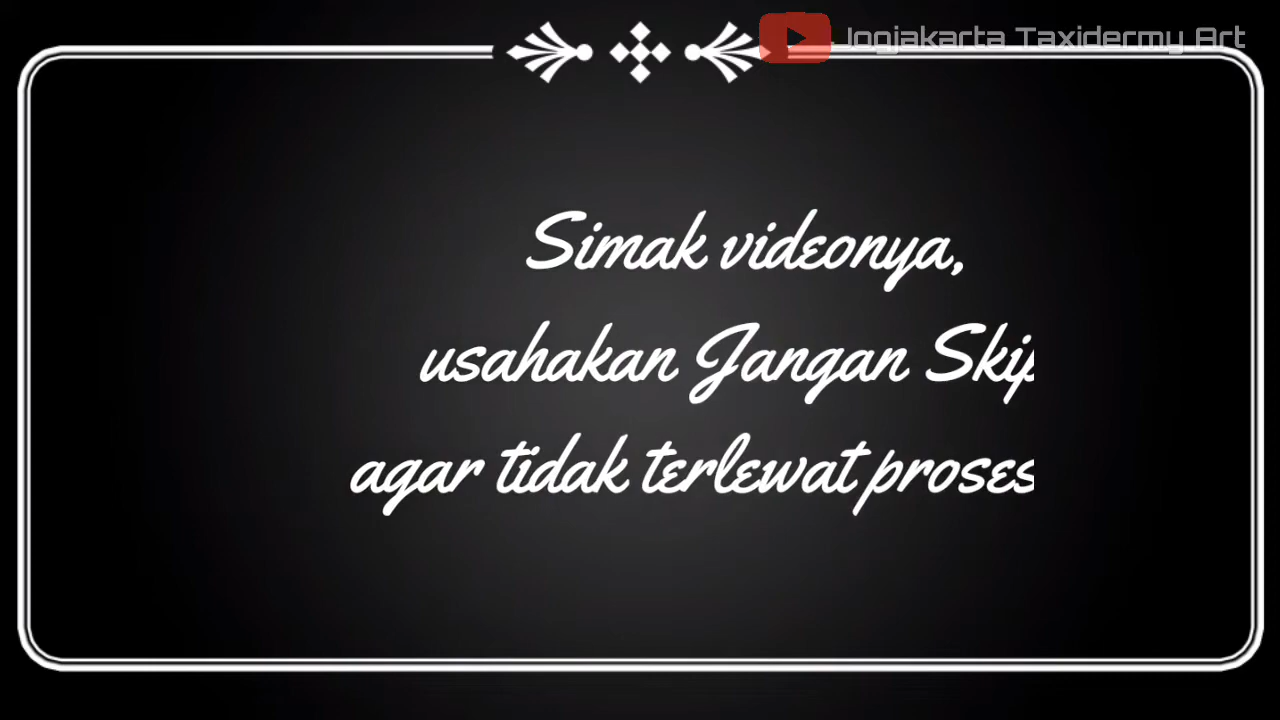 Jogjakarta Taxidermy Art
Simak videonya,
usahakan Jangan Skip
agar tidak terlewat proses